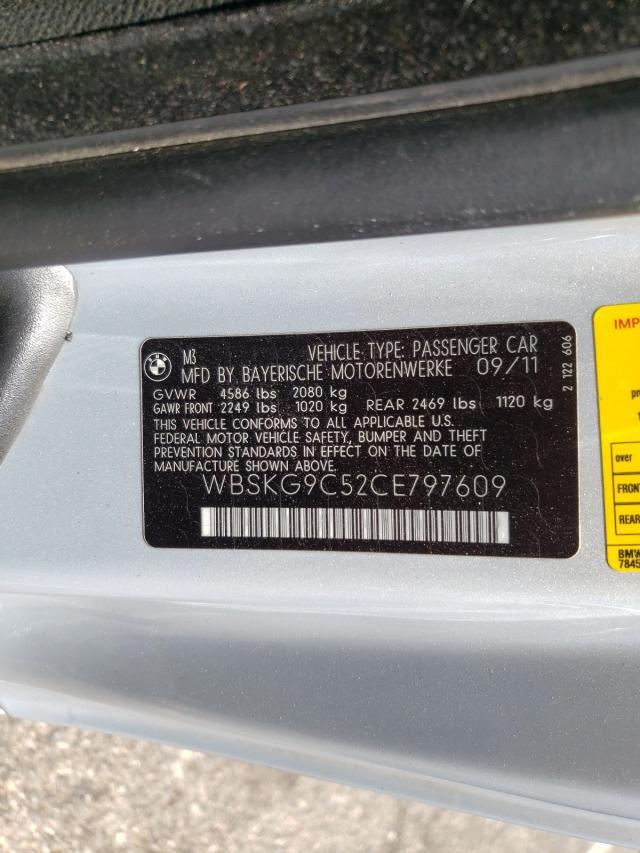 M3 VEHICLE TYPE: PASSENGER CAR
MFD BY BAYERISCHE MOTORENWERKE 09/11
GVWR 4586 lbs 2080 kg
GAWR FRONT 2249 lbs 1020 kg REAR 2469 lbs 1120 kg
THIS VEHICLE CONFORMS TO ALL APPLICABLE U.S.
FEDERAL MOTOR VEHICLE SAFETY, BUMPER AND THEFT
PREVENTION STANDARDS IN EFFECT ON THE DATE OF
MANUFACTURE SHOWN ABOVE.
WBSKG9C52CE797609
2 122 606
IMP
over
FRON
REAR
BMW
7845